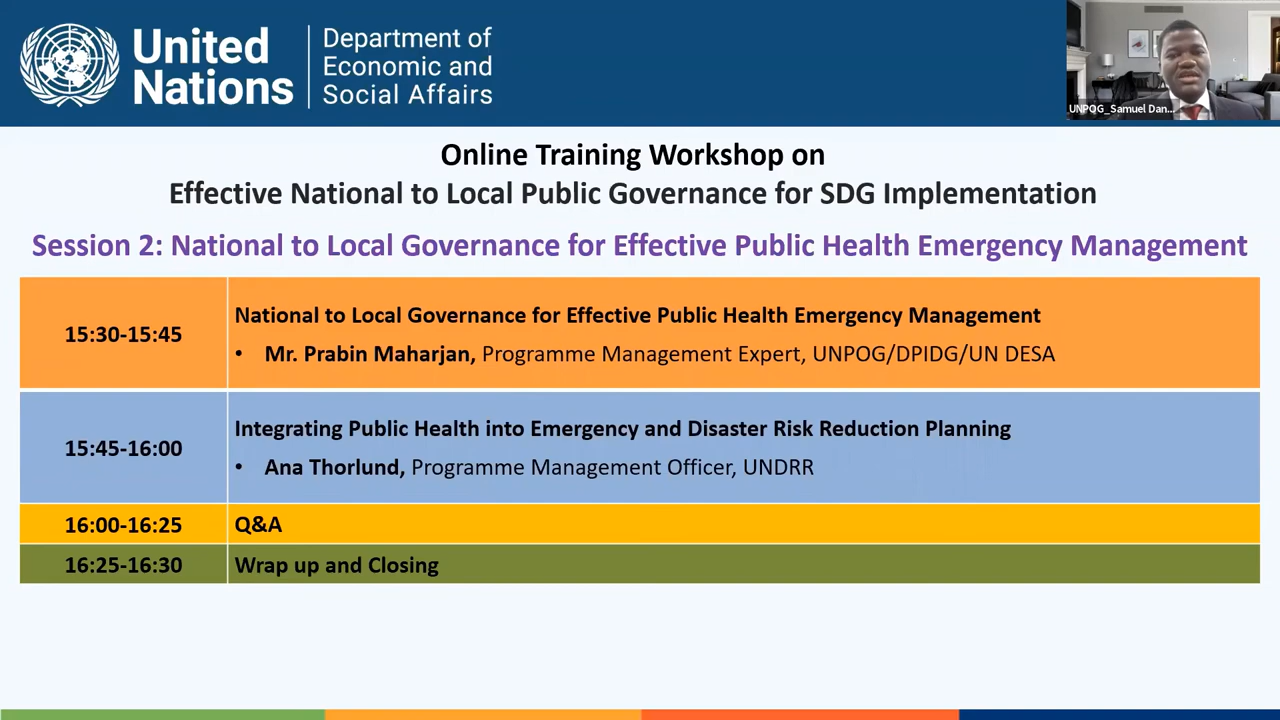 United
Nations
Department of
Economic and
Social Affairs
UNPOG_Samuel Dan...
Online Training Workshop on
Effective National to Local Public Governance for SDG Implementation
Session 2: National to Local Governance for Effective Public Health Emergency Management
15:30-15:45
National to Local Governance for Effective Public Health Emergency Management
• Mr. Prabin Maharjan, Programme Management Expert, UNPOG/DPIDG/UN DESA
15:45-16:00
Integrating Public Health into Emergency and Disaster Risk Reduction Planning
• Ana Thorlund, Programme Management Officer, UNDRR
16:00-16:25
Q&A
16:25-16:30
Wrap up and Closing